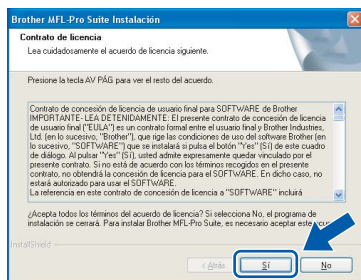 Brother MFL-Pro Suite Instalación
Contrato de licencia
Lea cuidadosamente el acuerdo de licencia siguiente.
Presione la tecla AV PÁG para ver el resto del acuerdo.
Contrato de concesión de licencia de usuario final para SOFTWARE de Brother
IMPORTANTE- LEA DETENIDAMENTE: El presente contrato de concesión de licencia
de usuario final ("EULA") es un contrato formal entre el usuario final y Brother Industries,
Ltd. (en lo sucesivo, "Brother"), que rige las condiciones de uso del software Brother (en
lo sucesivo, "SOFTWARE") que se instalará si pulsa el botón "Yes" (Sí) de este cuadro
de diálogo. Al pulsar "Yes" (Sí), usted admite expresamente quedar vinculado por el
presente contrato. Si no está de acuerdo con los términos recogidos en el presente
contrato, no obtendrá la concesión de licencia para el SOFTWARE. En dicho caso, no
estará autorizado para usar el SOFTWARE.
La referencia en este contrato de concesión de licencia a "SOFTWARE" incluirá
¿Acepta todos los términos del acuerdo de licencia? Si selecciona No, el programa de
instalación se cerrará. Para instalar Brother MFL-Pro Suite, es necesario aceptar este
InstallShield
< Atrás Sí No